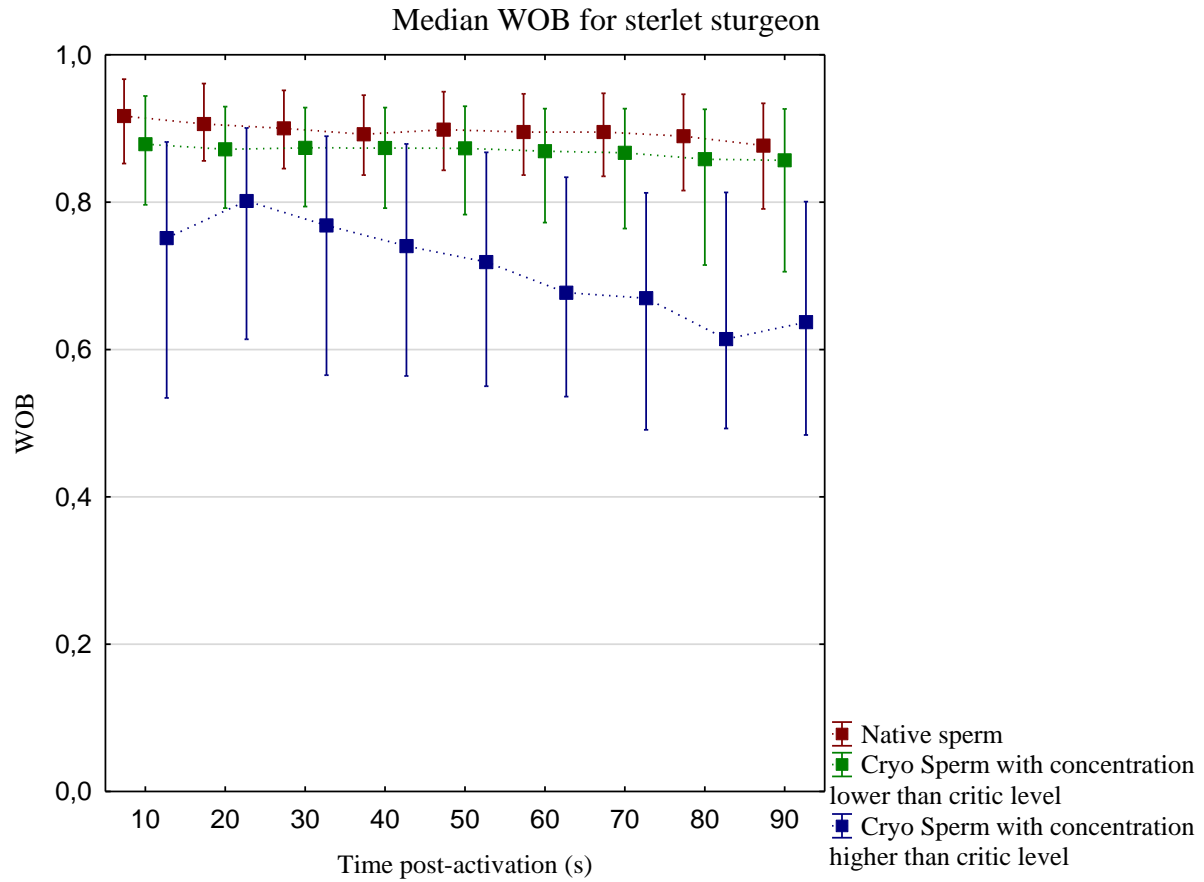 Median WOB for sterlet sturgeon
1,0
0,8
0,6
0,4
0,2
0,0
WOB
10 20 30 40 50 60 70 80 90
Time post-activation (s)
Native sperm
Cryo Sperm with concentration
lower than critic level
Cryo Sperm with concentration
higher than critic level